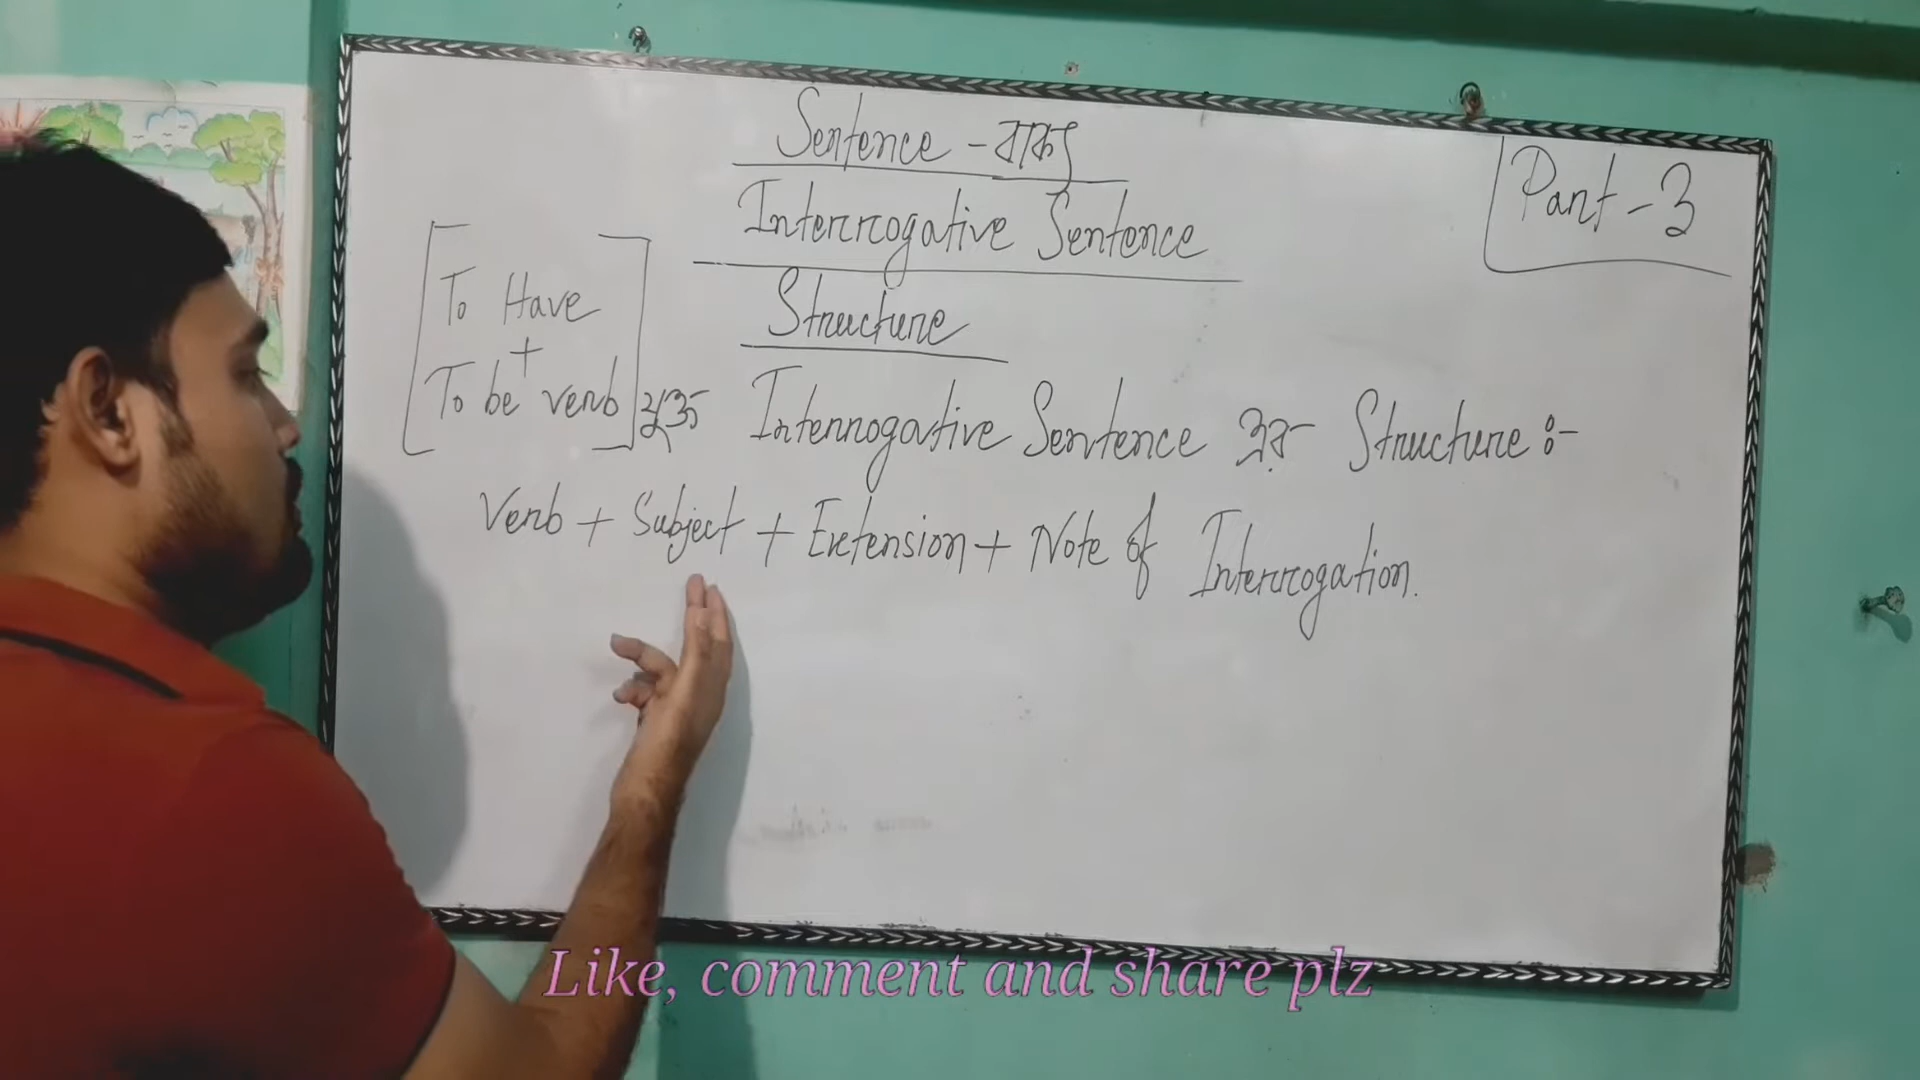 Sentence - বাক্য
Part - 3
Interrogative Sentence
Structure
[To Have
+
To be verb] যুক্ত Interrogative Sentence এর Structure :-
Verb + Subject + Extension + Note of Interrogation.
Like, comment and share plz